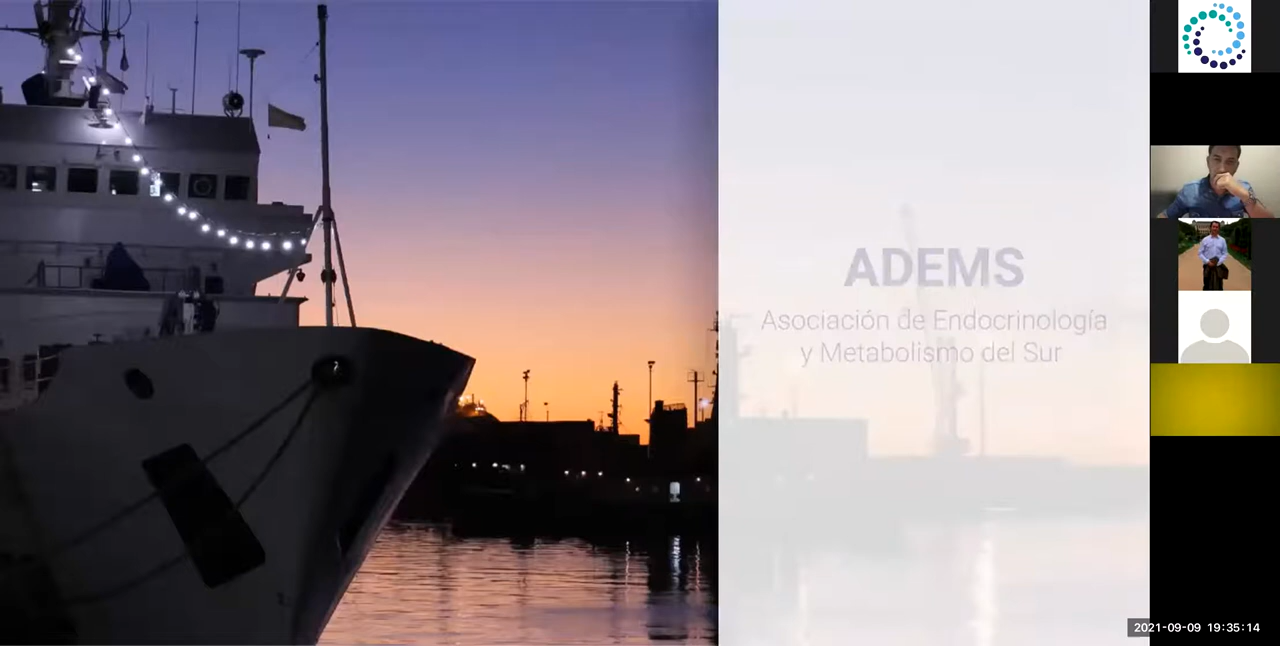 ADEMS
Asociación de Endocrinología
y Metabolismo del Sur
2021-09-09 19:35:14